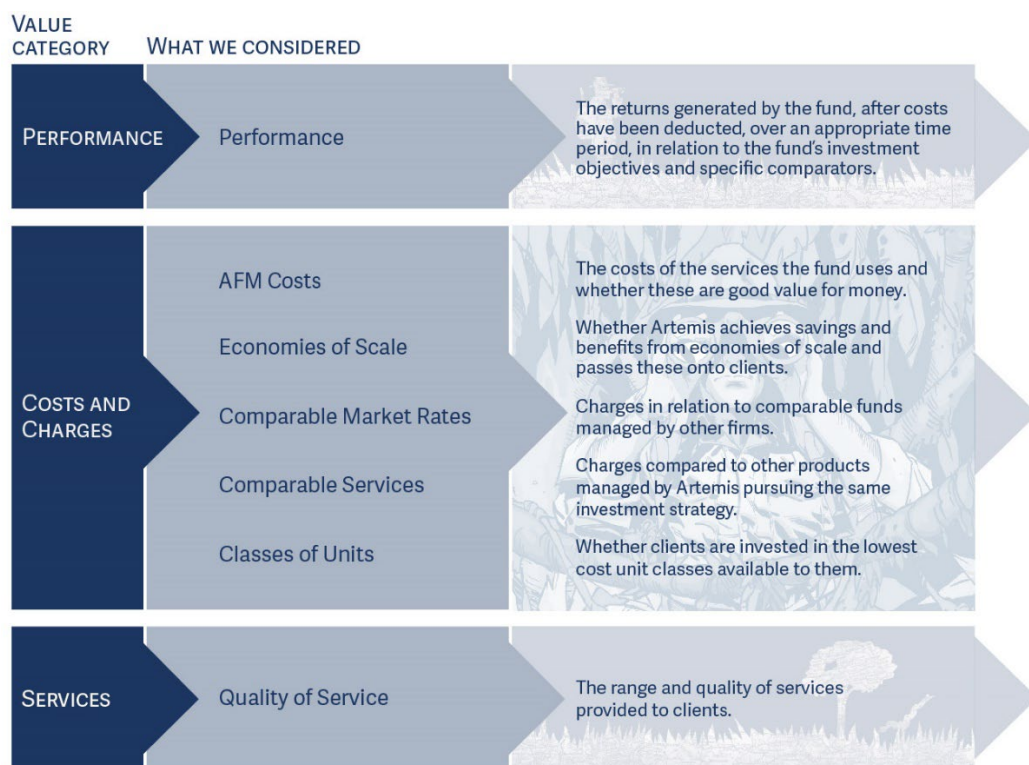 VALUE
CATEGORY
WHAT WE CONSIDERED
PERFORMANCE
Performance
The returns generated by the fund, after costs
have been deducted, over an appropriate time
period, in relation to the fund's investment
objectives and specific comparators.
COSTS AND
CHARGES
AFM Costs
The costs of the services the fund uses and
whether these are good value for money.
Economies of Scale
Whether Artemis achieves savings and
benefits from economies of scale and
passes these onto clients.
Comparable Market Rates
Charges in relation to comparable funds
managed by other firms.
Comparable Services
Charges compared to other products
managed by Artemis pursuing the same
investment strategy.
Classes of Units
Whether clients are invested in the lowest
cost unit classes available to them.
SERVICES
Quality of Service
The range and quality of services
provided to clients.